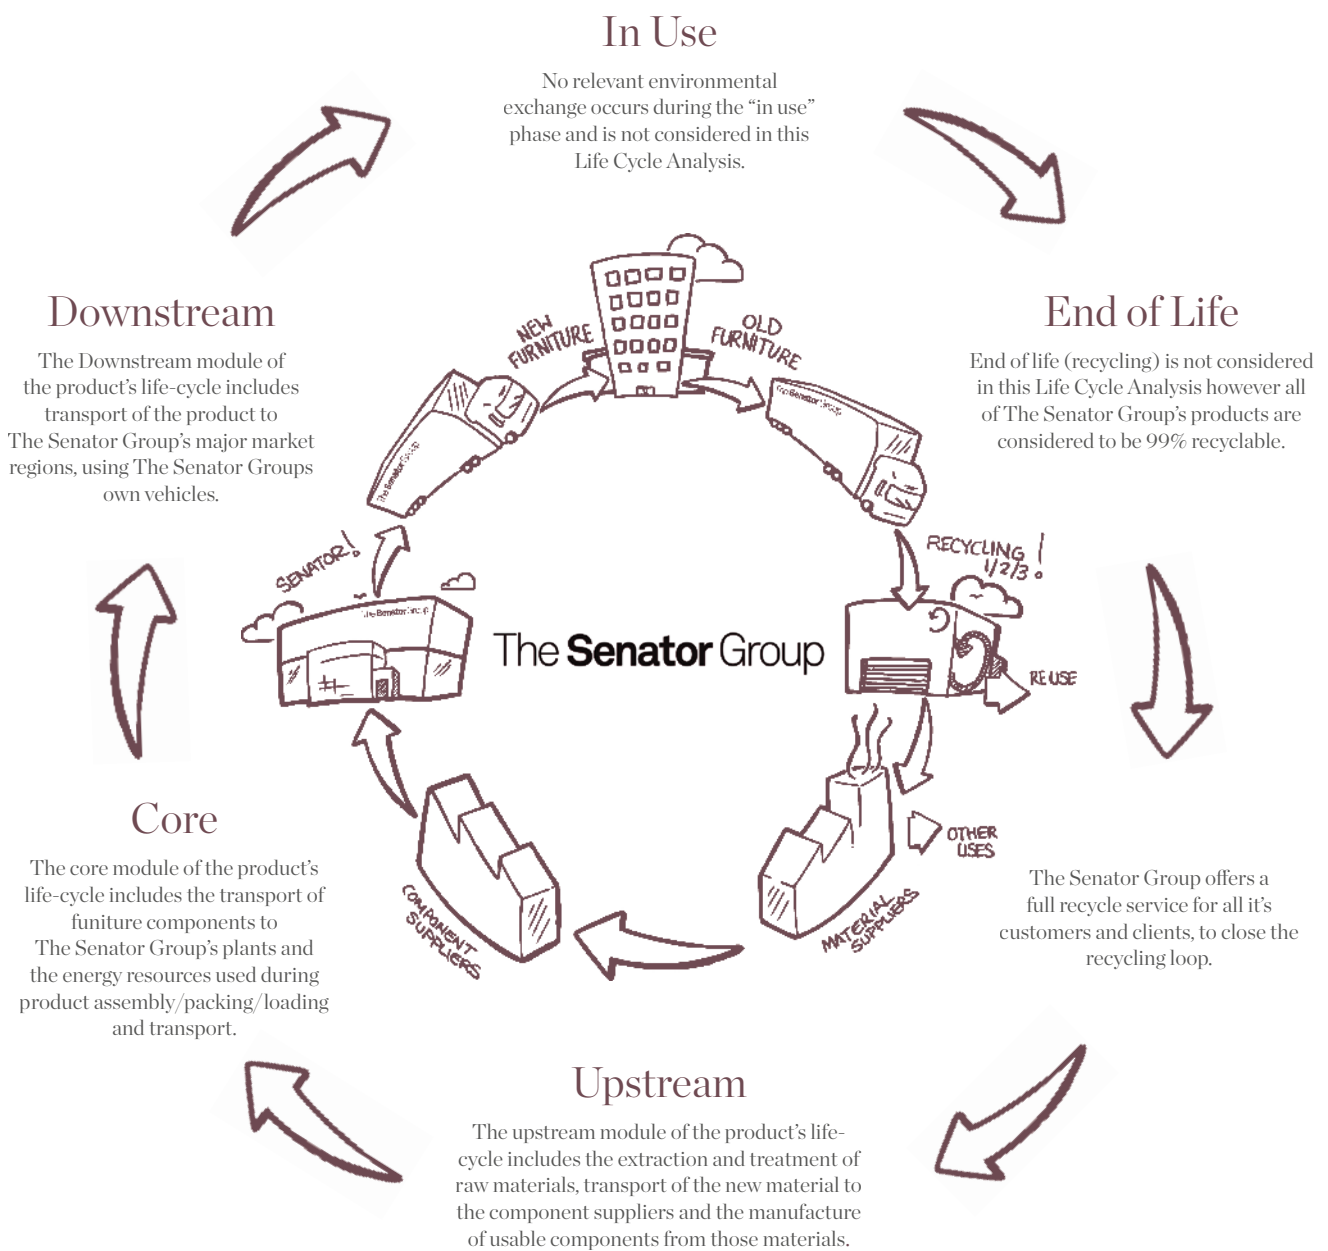 In Use
No relevant environmental
exchange occurs during the “in use”
phase and is not considered in this
Life Cycle Analysis.
Downstream
The Downstream module of
the product’s life-cycle includes
transport of the product to
The Senator Group’s major market
regions, using The Senator Groups
own vehicles.
End of Life
End of life (recycling) is not considered
in this Life Cycle Analysis however all
of The Senator Group’s products are
considered to be 99% recyclable.
NEW
FURNITURE
OLD
FURNITURE
The Senator Group
The Senator Group
SENATOR!
RECYCLING
1/2/3!
The Senator Group
The Senator Group
RE USE
Core
The core module of the product’s
life-cycle includes the transport of
funiture components to
The Senator Group’s plants and
the energy resources used during
product assembly/packing/loading
and transport.
OTHER
USES
COMPONENT
SUPPLIERS
MATERIAL
SUPPLIERS
The Senator Group offers a
full recycle service for all it’s
customers and clients, to close the
recycling loop.
Upstream
The upstream module of the product’s life-
cycle includes the extraction and treatment of
raw materials, transport of the new material to
the component suppliers and the manufacture
of usable components from those materials.